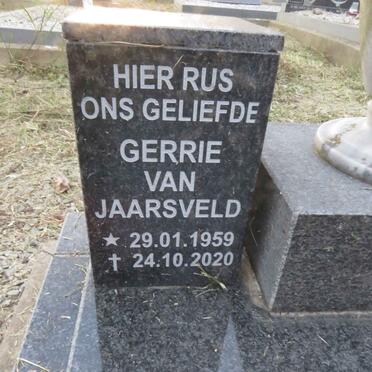 HIER RUS
ONS GELIEFDE
GERRIE
VAN
JAARSVELD
★ 29.01.1959
✝ 24.10.2020